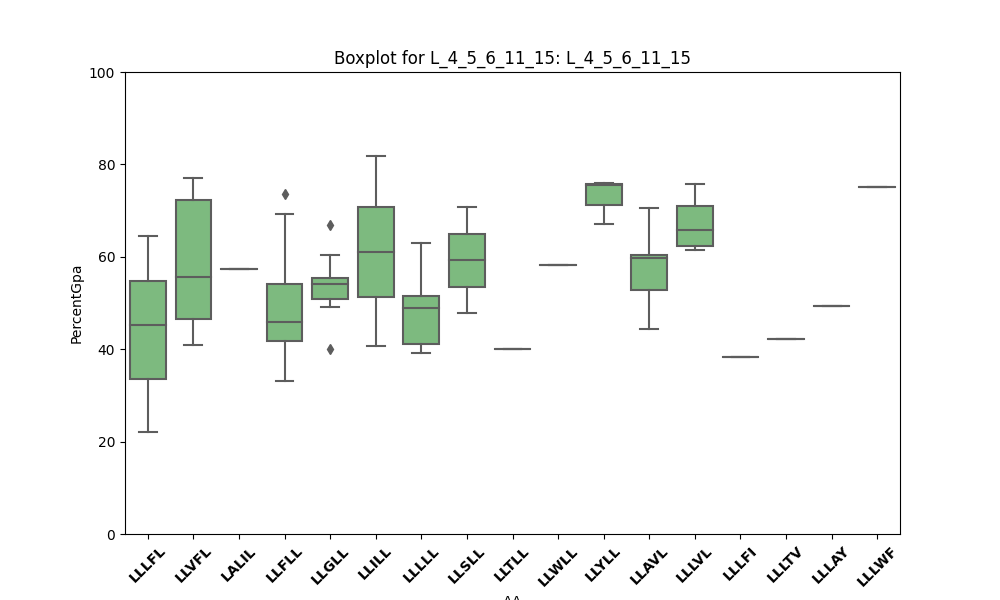 Boxplot for L_4_5_6_11_15: L_4_5_6_11_15
100
80
60
40
20
0
PercentGpa
LLLFL
LLVFL
LALIL
LLFLL
LLGLL
LLILL
LLLLL
LLSLL
LLTLL
LLWLL
LLYLL
LLAVL
LLLVL
LLLFI
LLLTV
LLLAY
LLLWF
AA